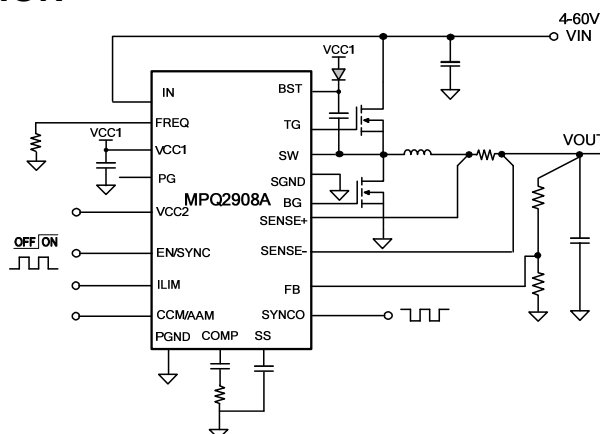 4-60V
VIN
VCC1
IN
BST
FREQ
TG
VCC1
VCC1
SW
VOUT
PG
SGND
MPQ2908A
BG
VCC2
SENSE+
OFF ON
EN/SYNC
SENSE-
ILIM
FB
CCM/AAM
SYNCO
PGND COMP SS